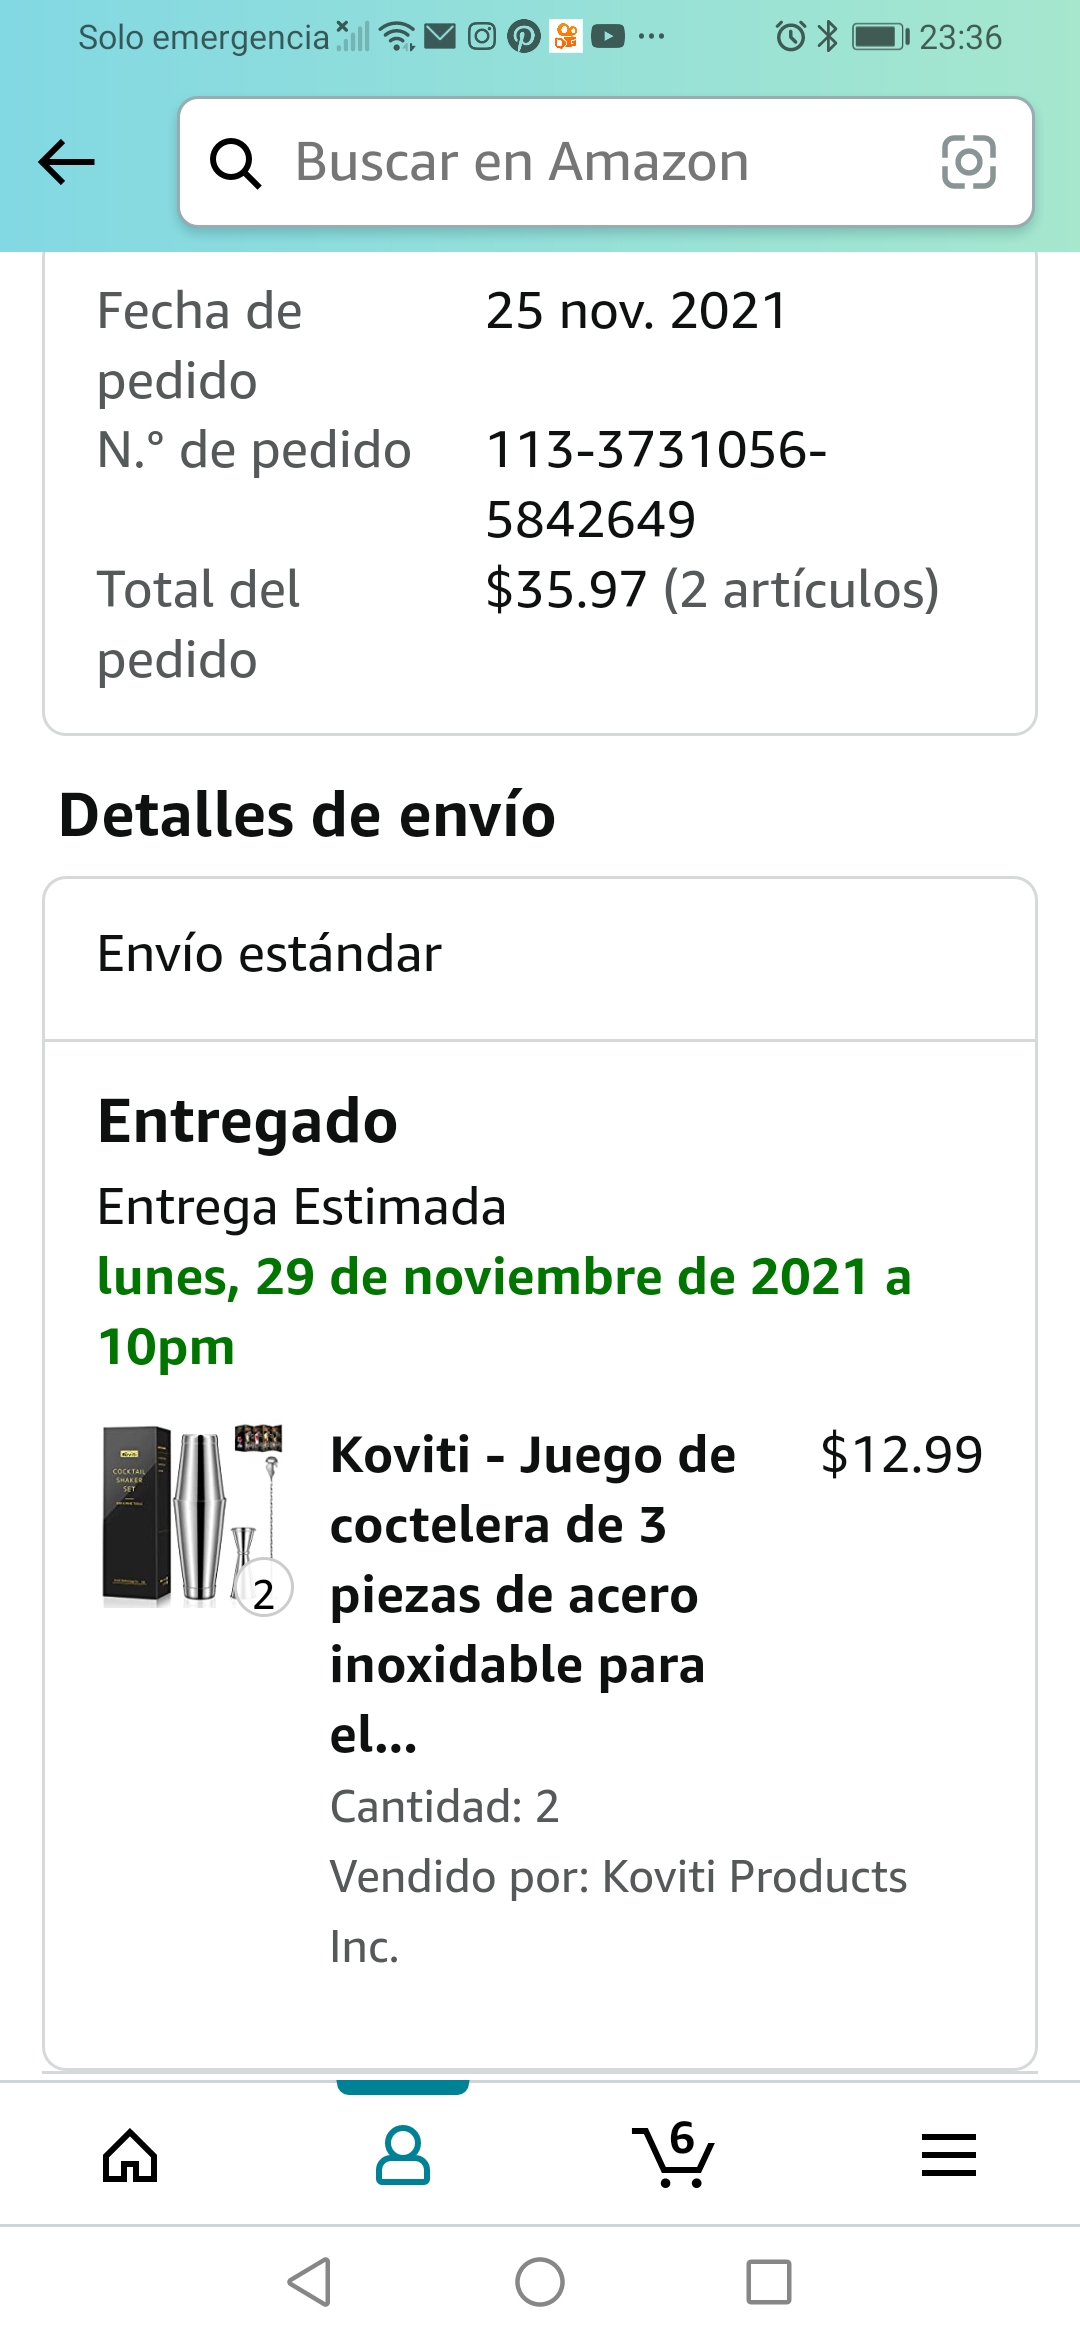 Solo emergencia 23:36
Buscar en Amazon
Fecha de 25 nov. 2021
pedido
N.° de pedido 113-3731056-
5842649
Total del $35.97 (2 artículos)
pedido
Detalles de envío
Envío estándar
Entregado
Entrega Estimada
lunes, 29 de noviembre de 2021 a
10pm
Koviti - Juego de $12.99
coctelera de 3
piezas de acero
inoxidable para
el...
COCKTAIL
SHAKER
SET
2
Cantidad: 2
Vendido por: Koviti Products
Inc.
6